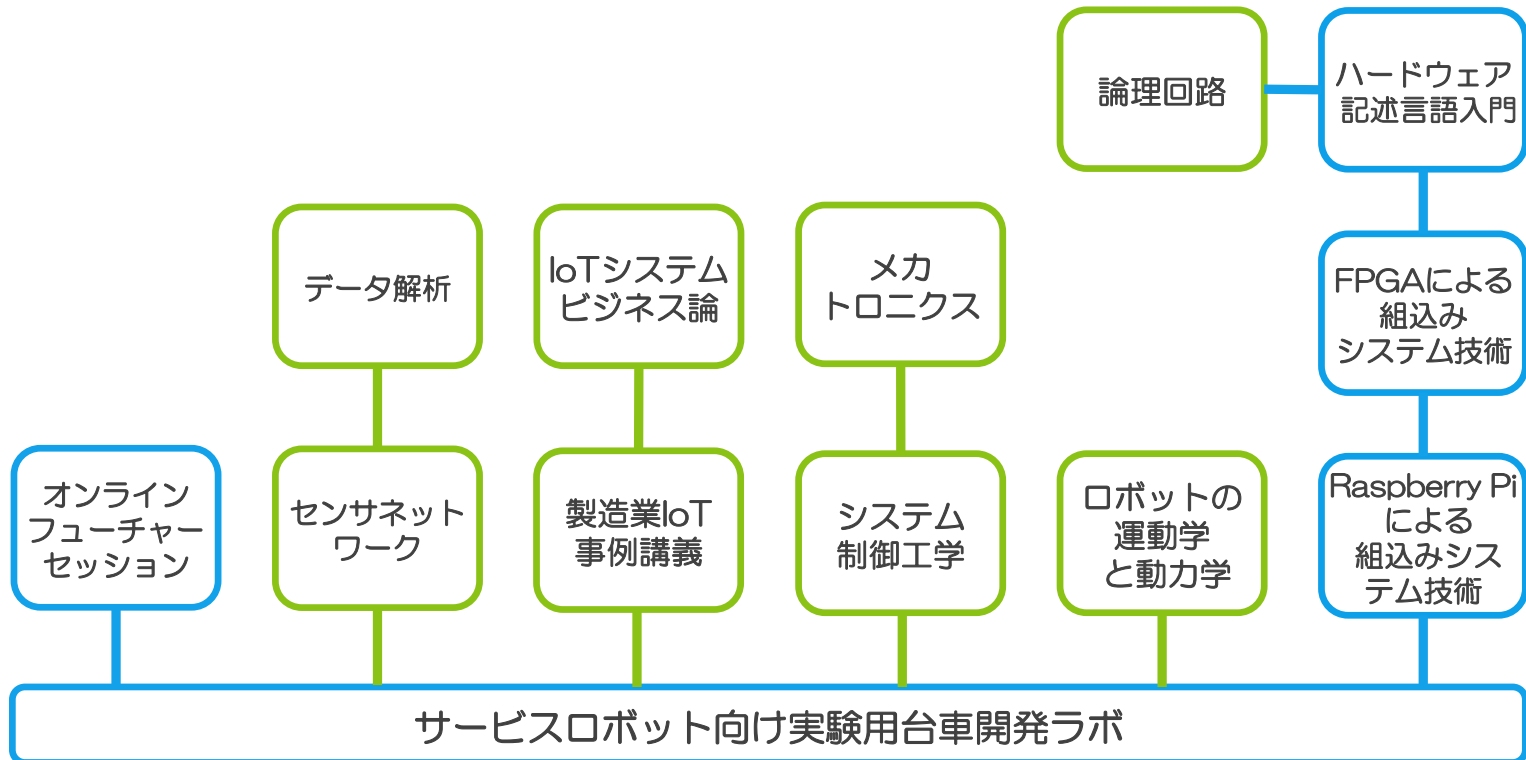 論理回路
ハードウェア
記述言語入門
データ解析
IoTシステム
ビジネス論
メカ
トロニクス
FPGAによる
組込み
システム技術
オンライン
フューチャー
セッション
センサネット
ワーク
製造業IoT
事例講義
システム
制御工学
ロボットの
運動学
と動力学
Raspberry Pi
による
組込みシス
テム技術
サービスロボット向け実験用台車開発ラボ